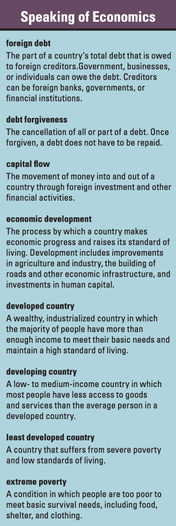 Speaking of Economics
foreign debt
The part of a country's total debt that is owed
to foreign creditors.Government, businesses,
or individuals can owe the debt. Creditors
can be foreign banks, governments, or
financial institutions.
debt forgiveness
The cancellation of all or part of a debt. Once
forgiven, a debt does not have to be repaid.
capital flow
The movement of money into and out of a
country through foreign investment and other
financial activities.
economic development
The process by which a country makes
economic progress and raises its standard of
living. Development includes improvements
in agriculture and industry, the building of
roads and other economic infrastructure, and
investments in human capital.
developed country
A wealthy, industrialized country in which
the majority of people have more than
enough income to meet their basic needs and
maintain a high standard of living.
developing country
A low- to medium-income country in which
most people have less access to goods
and services than the average person in a
developed country.
least developed country
A country that suffers from severe poverty
and low standards of living.
extreme poverty
A condition in which people are too poor to
meet basic survival needs, including food,
shelter, and clothing.